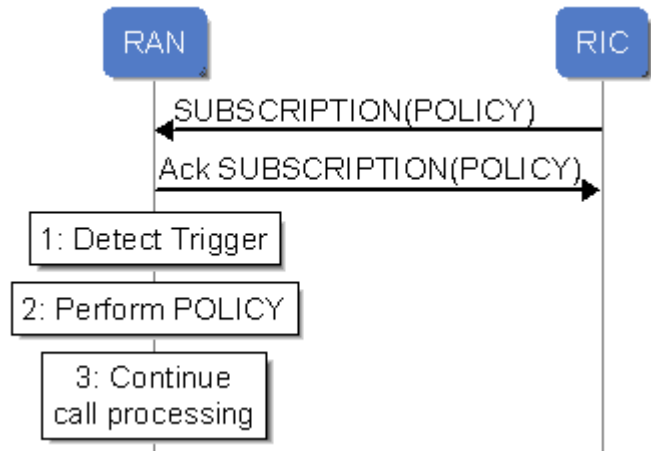 RAN
RIC
SUBSCRIPTION(POLICY)
Ack SUBSCRIPTION(POLICY)
1: Detect Trigger
2: Perform POLICY
3: Continue
call processing